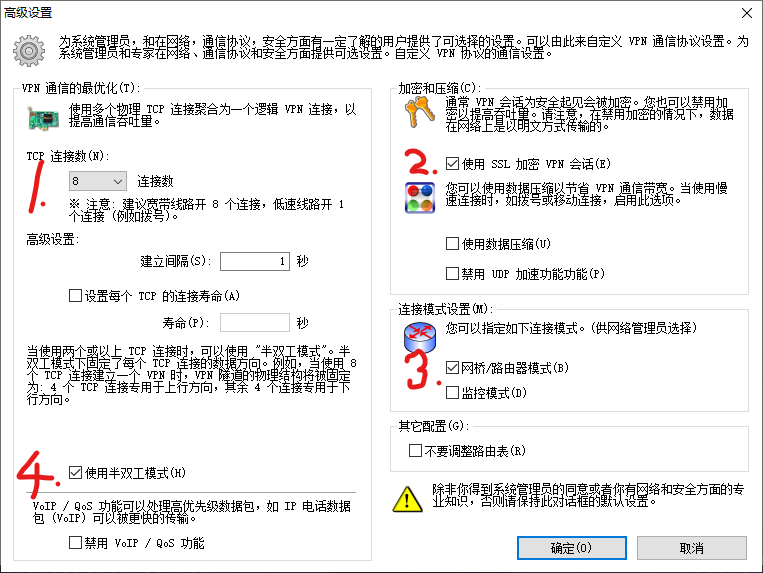 高级设置
为系统管理员，和在网络，通信协议，安全方面有一定了解的用户提供了可选择的设置。可以由此来自定义 VPN 通信协议设置。为
系统管理员和专家在网络、通信协议和安全方面提供可选设置。自定义 VPN 协议的通信设置。
VPN 通信的最优化(T):
使用多个物理 TCP 连接聚合为一个逻辑 VPN 连接，以
提高通信吞吐量。
TCP 连接数(N):
1.
8
连接数
※ 注意: 建议宽带线路开 8 个连接，低速线路开 1
个连接 (例如拨号)。
高级设置:
建立间隔(S):
1
秒
设置每个 TCP 的连接寿命(A)
寿命(P):
秒
当使用两个或以上 TCP 连接时，可以使用 "半双工模式"。半
双工模式下固定了每个 TCP 连接的数据方向。例如，当使用 8
个 TCP 连接建立一个 VPN 时，VPN 隧道的物理结构将被固定
为: 4 个 TCP 连接专用于上行方向，其余 4 个连接专用于下
行方向。
4.
使用半双工模式(H)
VoIP / QoS 功能可以处理高优先级数据包，如 IP 电话数据
包 (VoIP) 可以被更快的传输。
禁用 VoIP / QoS 功能
加密和压缩(C):
通常 VPN 会话为安全起见会被加密。您也可以禁用加
密以提高吞吐量。请注意，在禁用加密的情况下，数据
在网络上是以明文方式传输的。
2.
使用 SSL 加密 VPN 会话(E)
您可以使用数据压缩以节省 VPN 通信带宽。当使用慢
速连接时，如拨号或移动连接，启用此选项。
使用数据压缩(U)
禁用 UDP 加速功能功能(P)
连接模式设置(M):
您可以指定如下连接模式。(供网络管理员选择)
3.
网桥/路由器模式(B)
监控模式(D)
其它配置(G):
不要调整路由表(R)
除非你得到系统管理员的同意或者你有网络和安全方面的专
业知识，否则请保持此对话框的默认设置。
确定(O)
取消